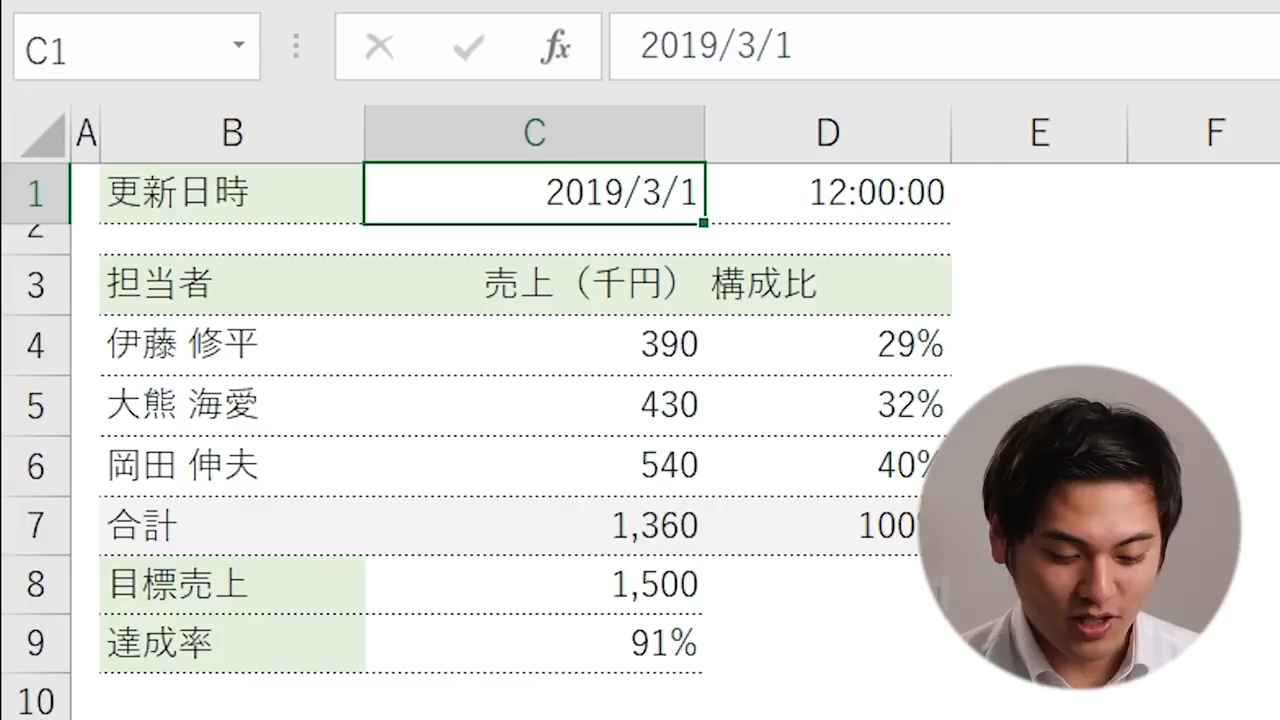 C1 fx 2019/3/1
A B C D E F
1 更新日時 2019/3/1 12:00:00
2
3 担当者 売上（千円） 構成比
4 伊藤 修平 390 29%
5 大熊 海愛 430 32%
6 岡田 伸夫 540 40%
7 合計 1,360 100
8 目標売上 1,500
9 達成率 91%
10